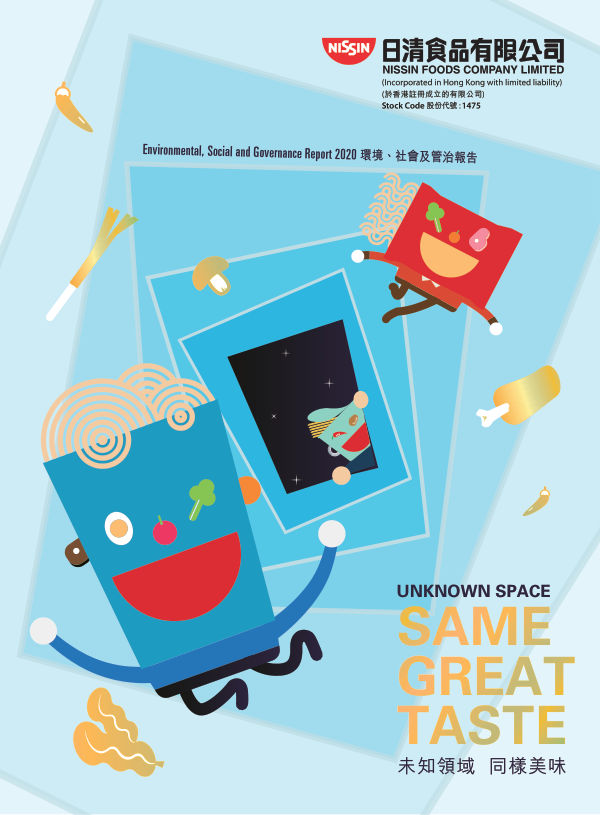 NISSIN 日清食品有限公司
NISSIN FOODS COMPANY LIMITED
(Incorporated in Hong Kong with limited liability)
(於香港註冊成立的有限公司)
Stock Code 股份代號 : 1475
Environmental, Social and Governance Report 2020 環境、社會及管治報告
UNKNOWN SPACE
SAME
GREAT
TASTE
未知領域 同樣美味